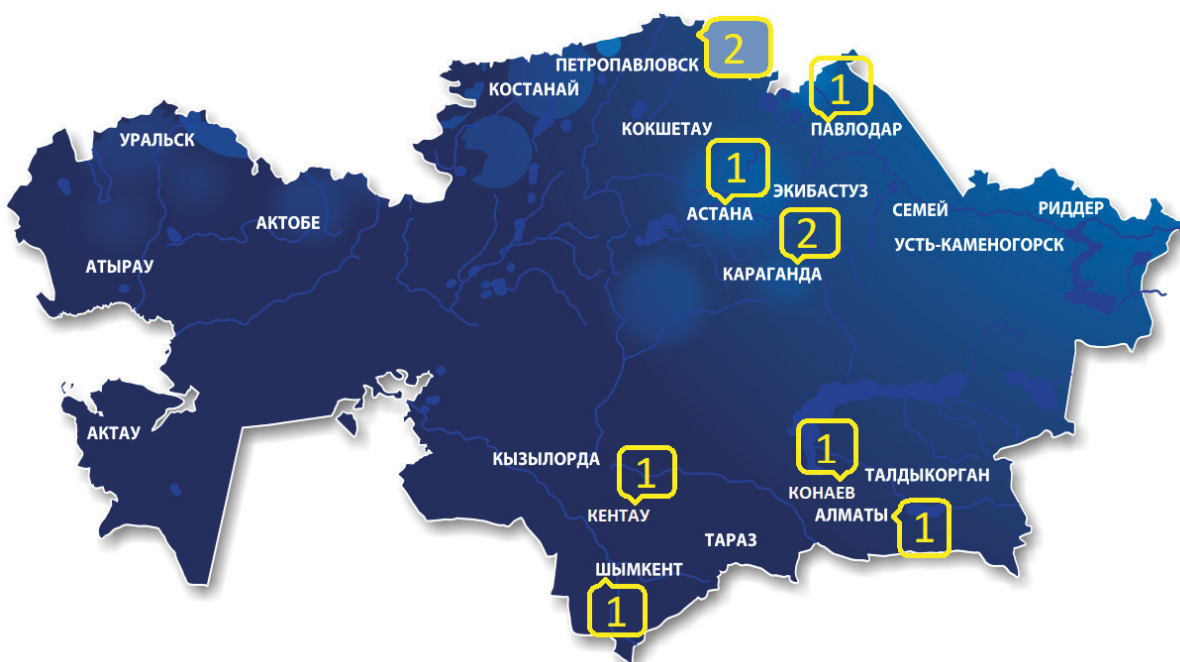 2
ПЕТРОПАВЛОВСК
КОСТАНАЙ
1
ПАВЛОДАР
КОКШЕТАУ
УРАЛЬСК
1
ЭКИБАСТУЗ
АСТАНА
СЕМЕЙ
РИДДЕР
АКТОБЕ
2
УСТЬ-КАМЕНОГОРСК
АТЫРАУ
КАРАГАНДА
АКТАУ
1
КЫЗЫЛОРДА
1
ТАЛДЫКОРГАН
КОНАЕВ
КЕНТАУ
АЛМАТЫ
1
ТАРАЗ
ШЫМКЕНТ
1